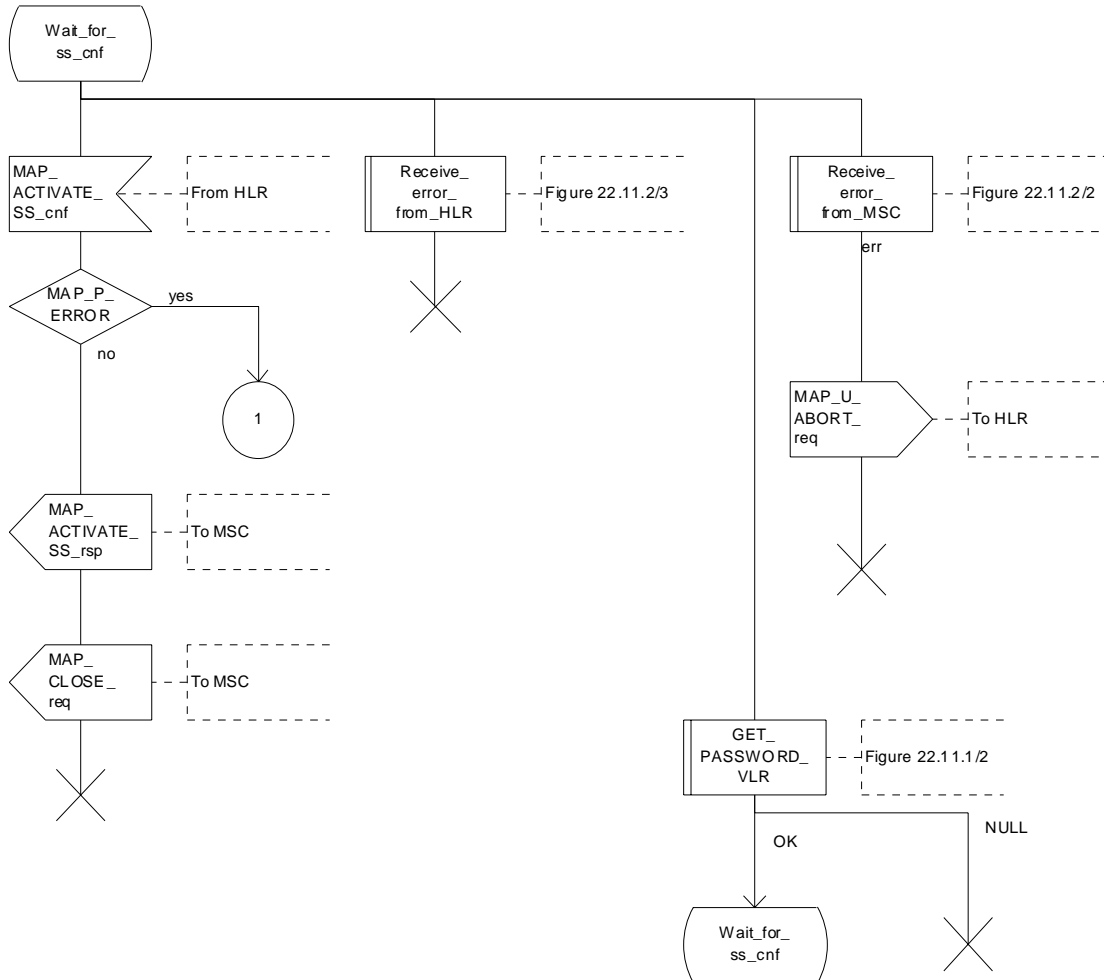 Wait_for_
ss_cnf
MAP_
ACTIVATE_
SS_cnf
From HLR
Receive_
error_
from_HLR
Figure 22.11.2/3
Receive_
error_
from_MSC
Figure 22.11.2/2
err
MAP_P_
ERROR
yes
no
1
MAP_U_
ABORT_
req
To HLR
MAP_
ACTIVATE_
SS_rsp
To MSC
MAP_
CLOSE_
req
To MSC
GET_
PASSWORD_
VLR
Figure 22.11.1/2
OK
NULL
Wait_for_
ss_cnf